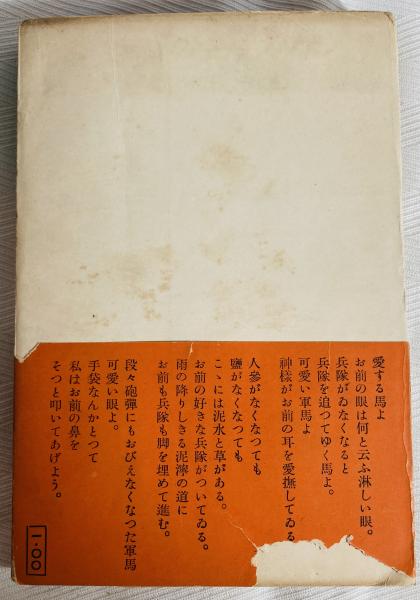 愛する馬よ
お前の眼は何と云ふ淋しい眼。
兵隊がゐなくなると
兵隊を追つてゆく馬よ。
可愛い軍馬よ
神樣がお前の耳を愛撫してゐる
人參がなくなつても
鹽がなくなつても
こゝには泥水と草がある。
お前の好きな兵隊がついてゐる。
雨の降りしきる泥濘の道に
お前も兵隊も脚を埋めて進む。
段々砲彈にもおびえなくなつた軍馬
可愛い眼よ。
手袋なんかとつて
私はお前の鼻を
そつと叩いてあげよう。
一・〇〇